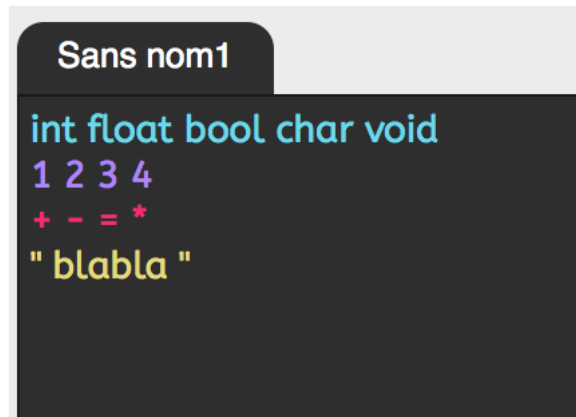 Sans nom1
int float bool char void
1 2 3 4
+ - = *
" blabla "